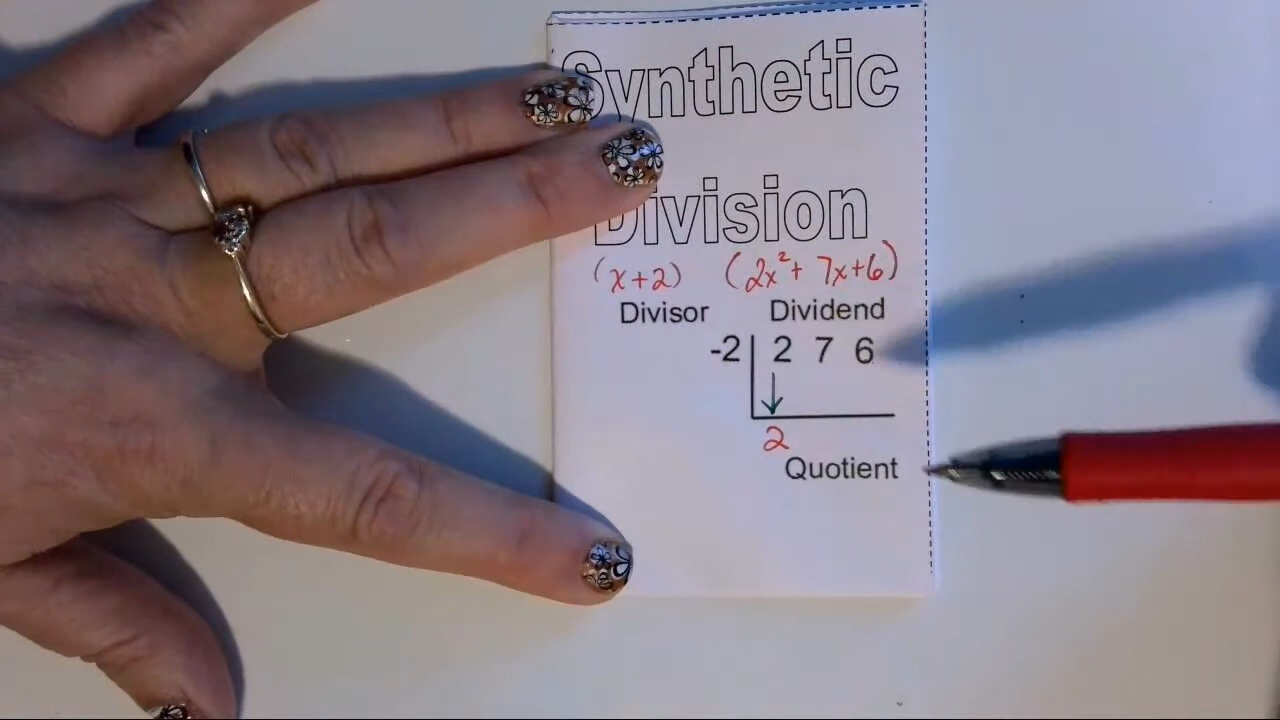 Synthetic
Division
(x+2) (2x²+ 7x+6)
Divisor Dividend
-2 2 7 6
2
Quotient